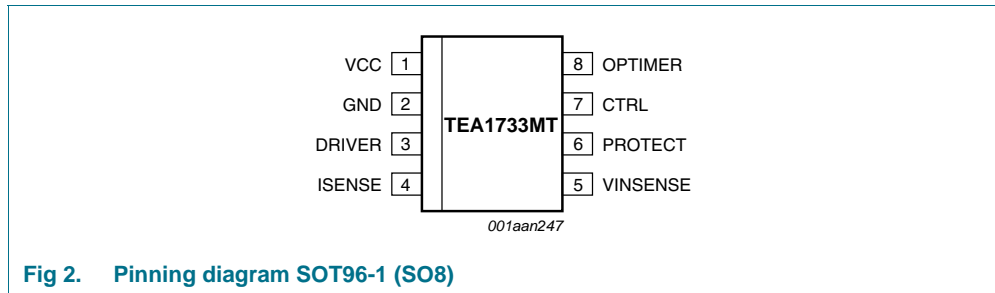 VCC 1
GND 2
DRIVER 3
ISENSE 4
TEA1733MT
8 OPTIMER
7 CTRL
6 PROTECT
5 VINSENSE
001aan247
Fig 2. Pinning diagram SOT96-1 (SO8)